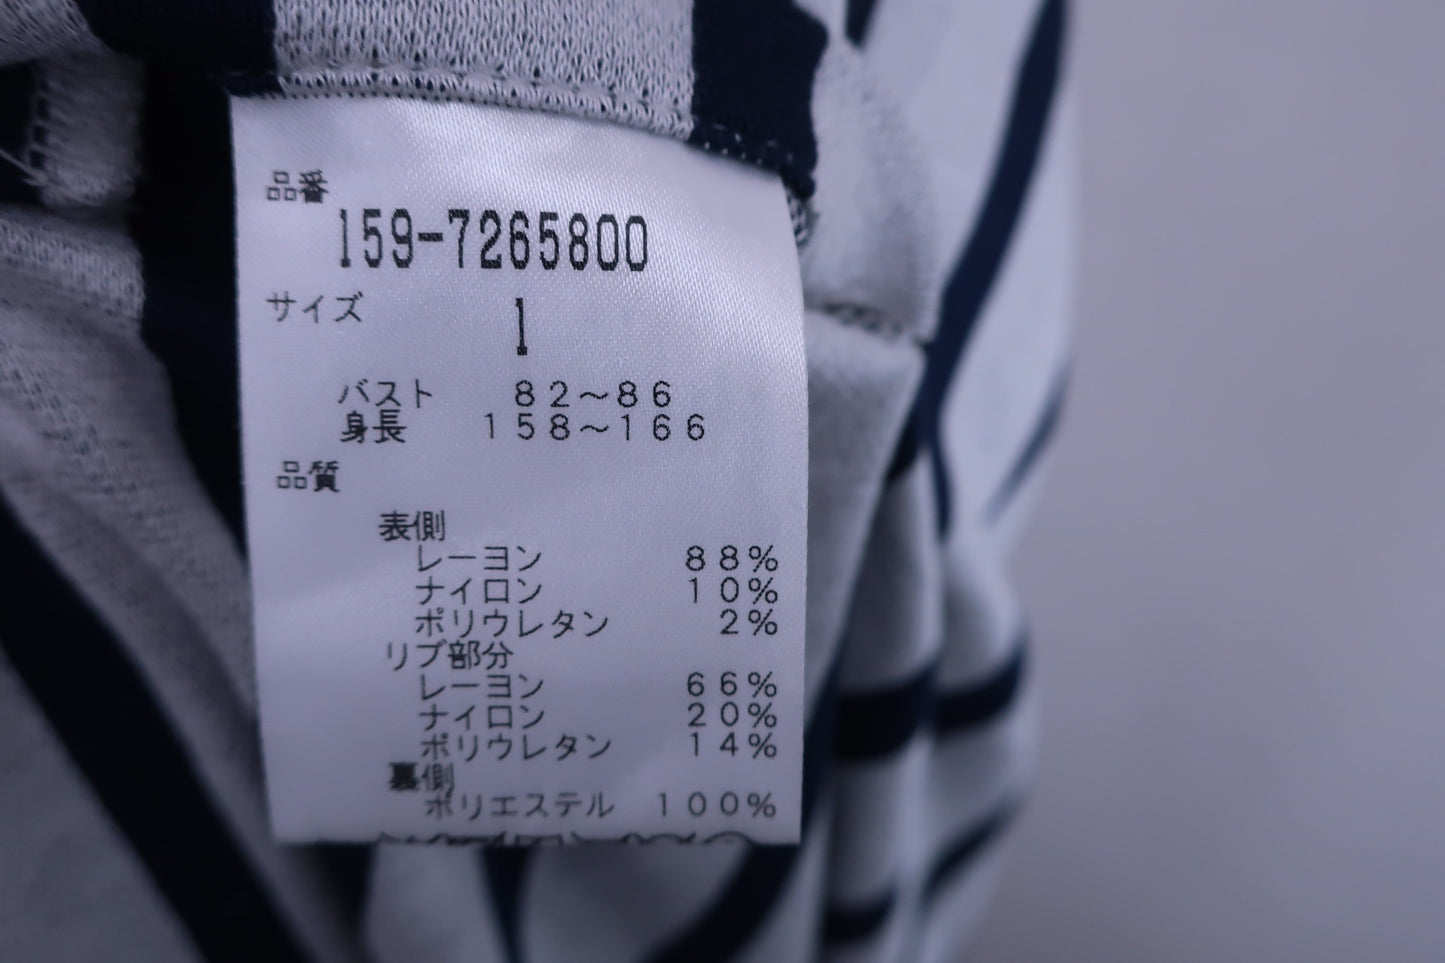 品番
159-7265800
サイズ 1
バスト 82～86
身長 158～166
品質
表側
レーヨン 88%
ナイロン 10%
ポリウレタン 2%
リブ部分
レーヨン 66%
ナイロン 20%
ポリウレタン 14%
裏側
ポリエステル 100%